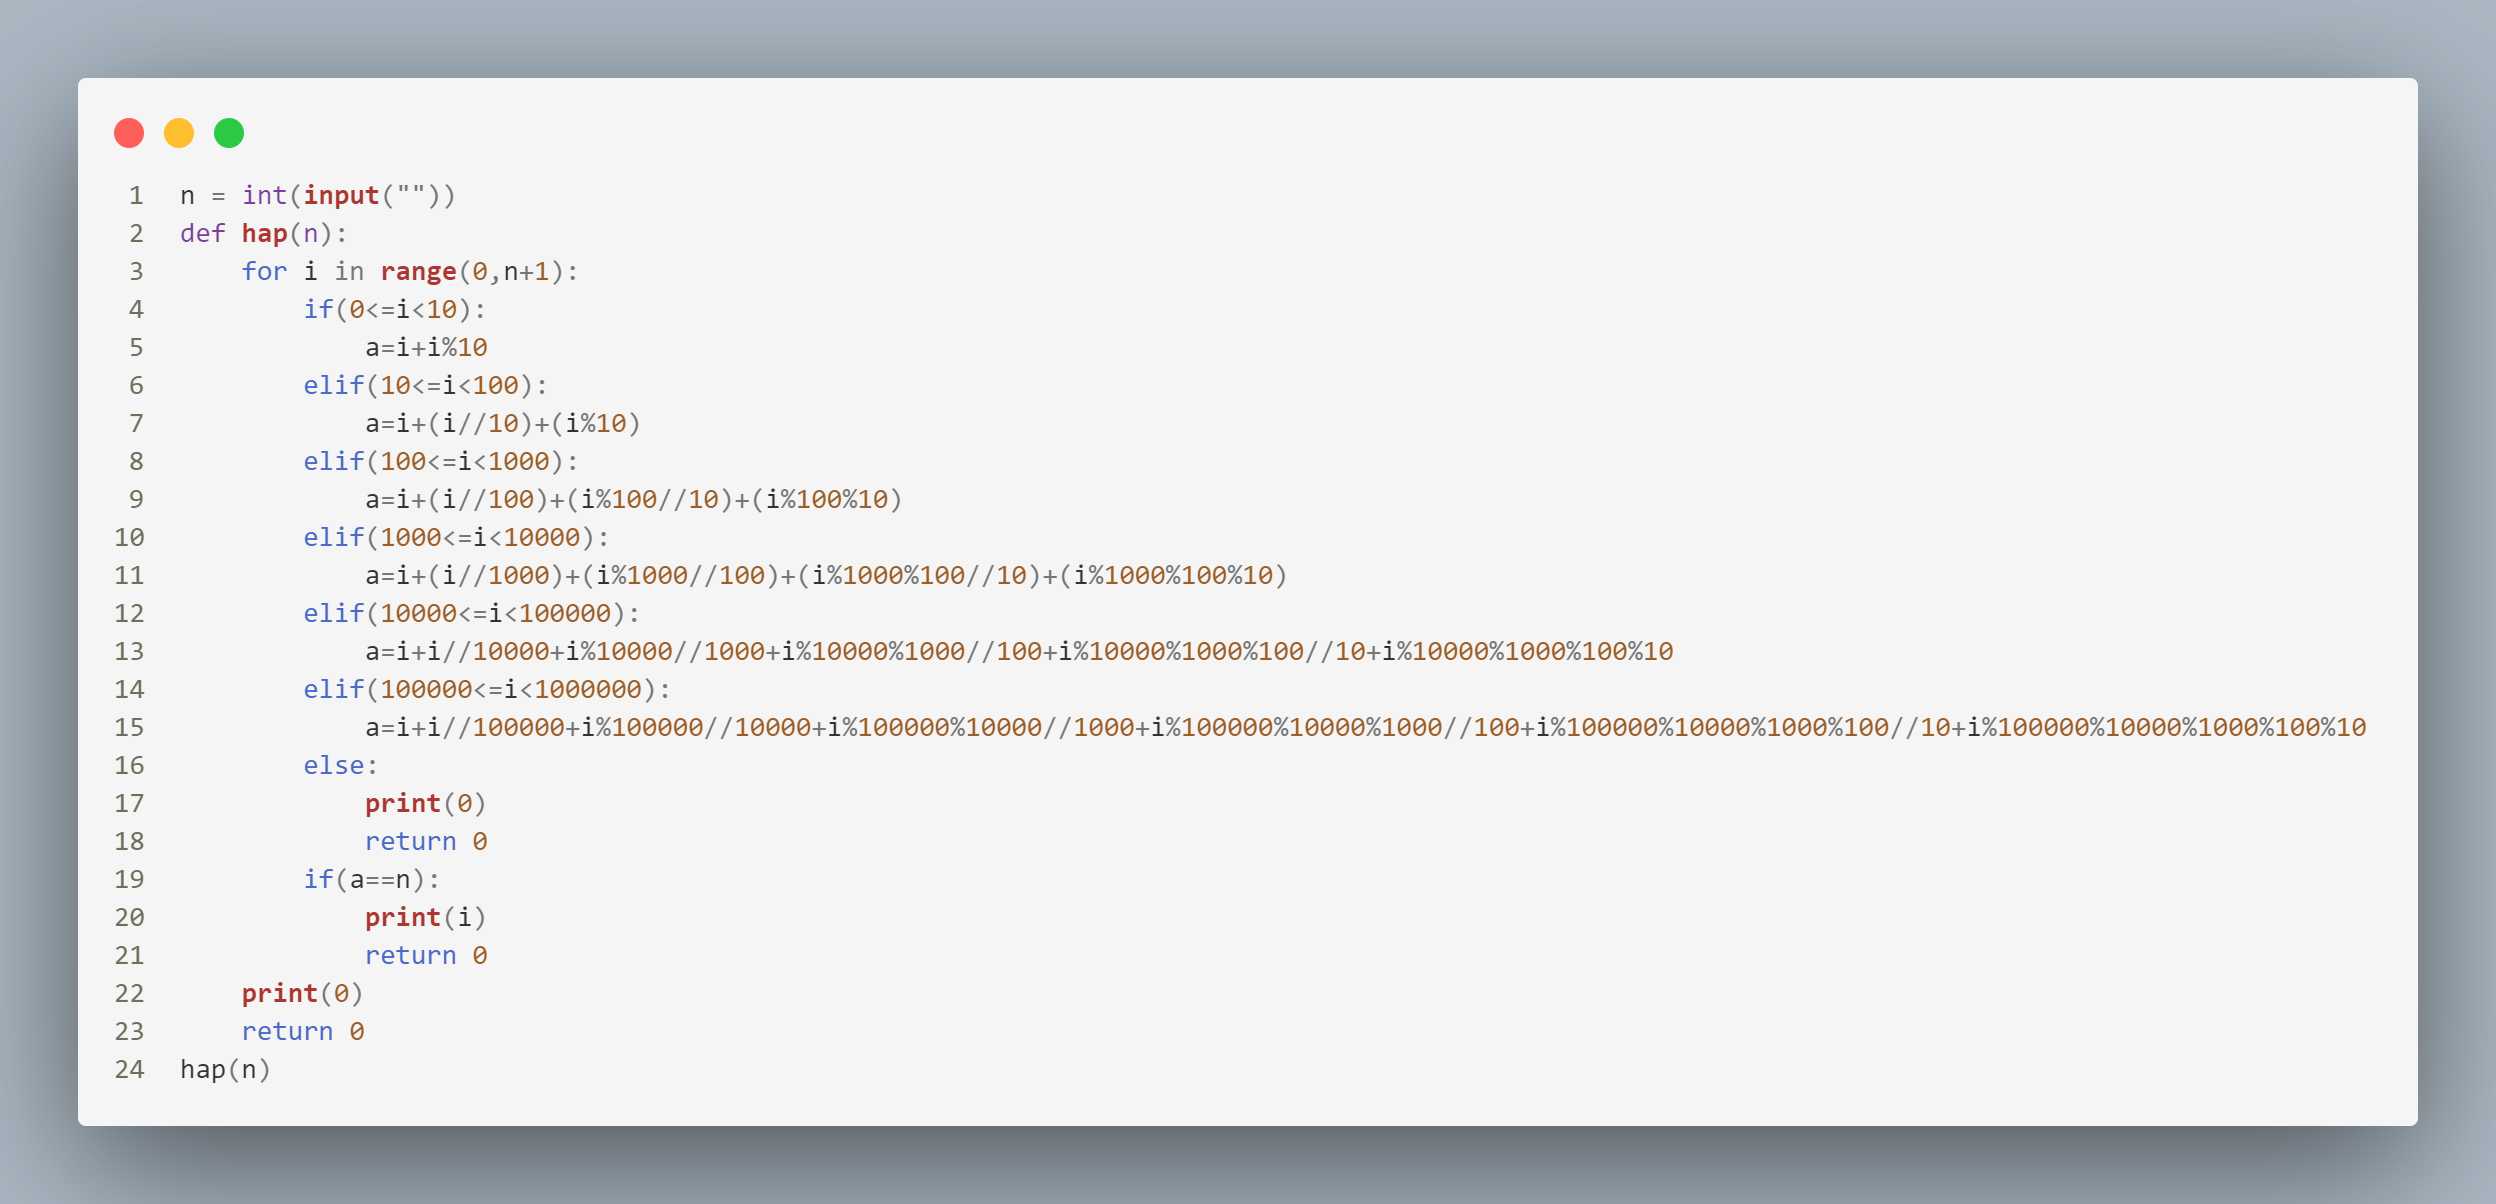 1 n = int(input(""))
2 def hap(n):
3     for i in range(0,n+1):
4         if(0<=i<10):
5             a=i+i%10
6         elif(10<=i<100):
7             a=i+(i//10)+(i%10)
8         elif(100<=i<1000):
9             a=i+(i//100)+(i%100//10)+(i%100%10)
10         elif(1000<=i<10000):
11             a=i+(i//1000)+(i%1000//100)+(i%1000%100//10)+(i%1000%100%10)
12         elif(10000<=i<100000):
13             a=i+i//10000+i%10000//1000+i%10000%1000//100+i%10000%1000%100//10+i%10000%1000%100%10
14         elif(100000<=i<1000000):
15             a=i+i//100000+i%100000//10000+i%100000%10000//1000+i%100000%10000%1000//100+i%100000%10000%1000%100//10+i%100000%10000%1000%100%10
16         else:
17             print(0)
18             return 0
19         if(a==n):
20             print(i)
21             return 0
22     print(0)
23     return 0
24 hap(n)